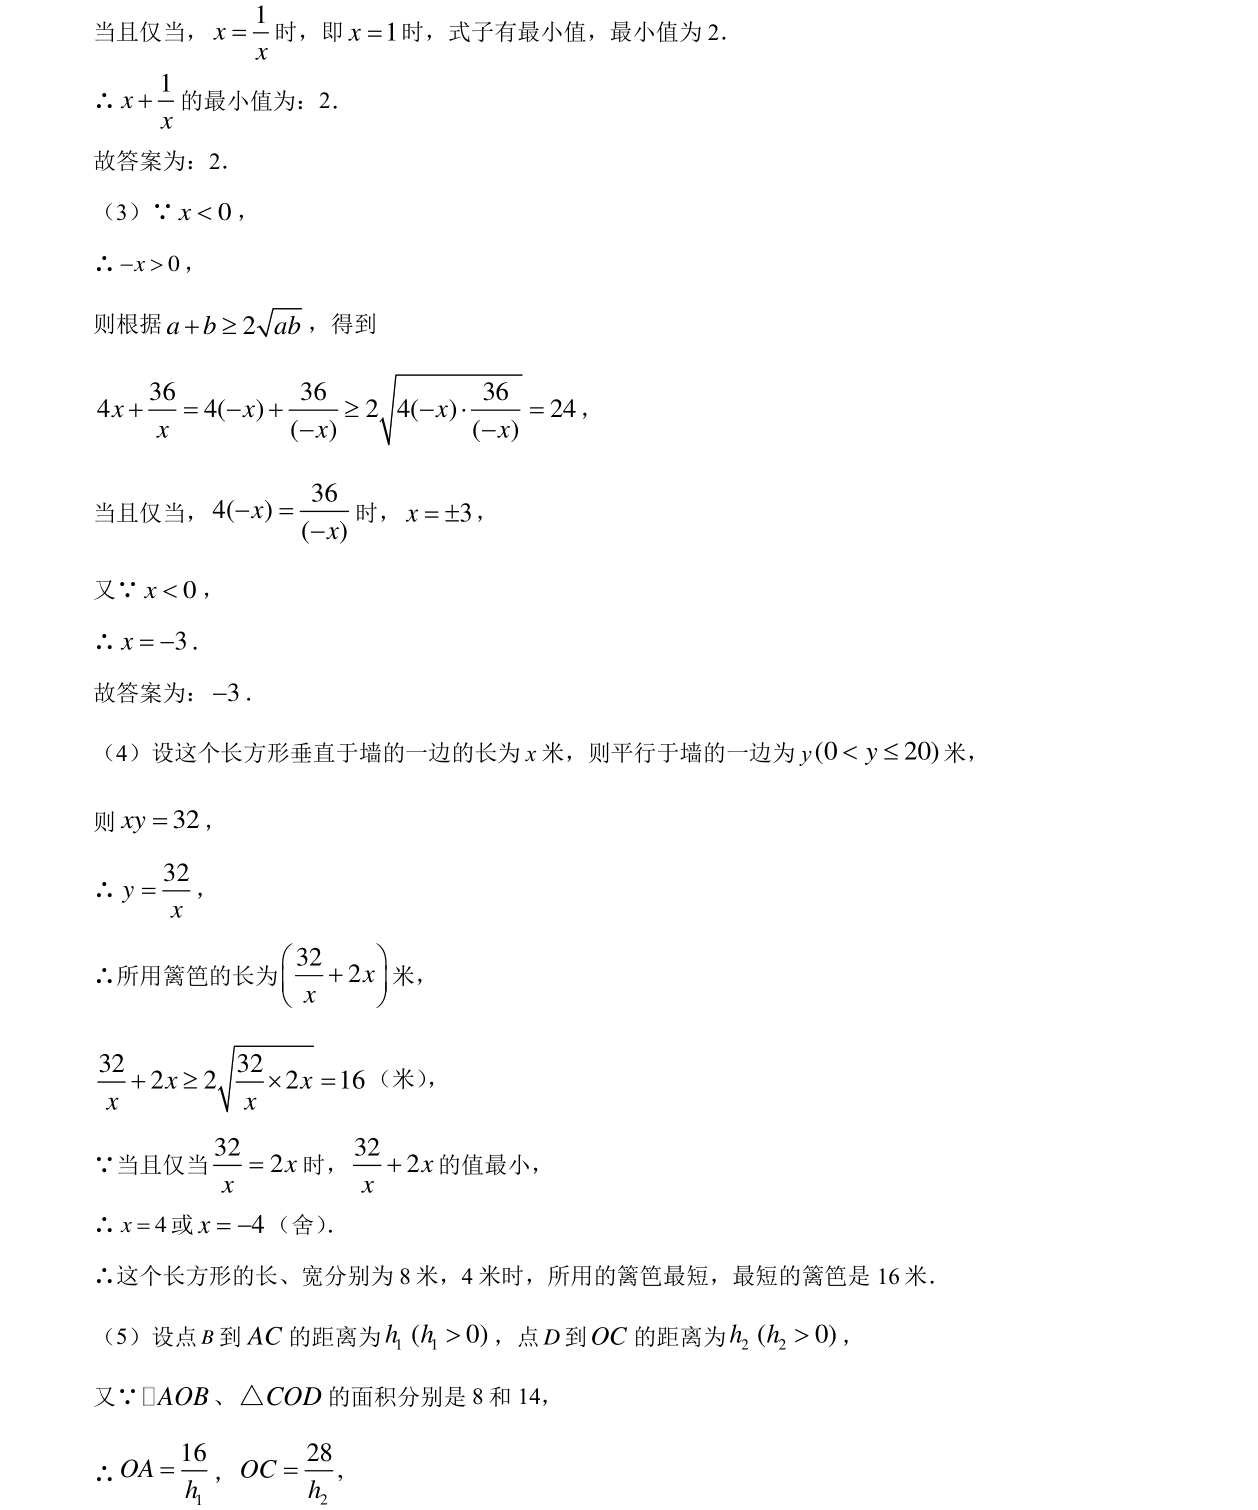 当且仅当，x = 1/x 时，即 x = 1 时，式子有最小值，最小值为 2．
∴ x + 1/x 的最小值为：2．
故答案为：2．
（3）∵ x < 0，
∴ −x > 0，
则根据 a + b ≥ 2√ab，得到
4x + 36/x = 4(−x) + 36/(−x) ≥ 2√(4(−x)·36/(−x)) = 24，
当且仅当，4(−x) = 36/(−x) 时，x = ±3，
又∵ x < 0，
∴ x = −3．
故答案为：−3．
（4）设这个长方形垂直于墙的一边的长为 x 米，则平行于墙的一边为 y(0 < y ≤ 20) 米，
则 xy = 32，
∴ y = 32/x，
∴所用篱笆的长为(32/x + 2x)米，
32/x + 2x ≥ 2√(32/x × 2x) = 16（米），
∵当且仅当 32/x = 2x 时，32/x + 2x 的值最小，
∴ x = 4 或 x = −4（舍）．
∴这个长方形的长、宽分别为 8 米，4 米时，所用的篱笆最短，最短的篱笆是 16 米．
（5）设点 B 到 AC 的距离为 h₁ (h₁ > 0)，点 D 到 OC 的距离为 h₂ (h₂ > 0)，
又∵ □AOB、△COD 的面积分别是 8 和 14，
∴ OA = 16/h₁，OC = 28/h₂,